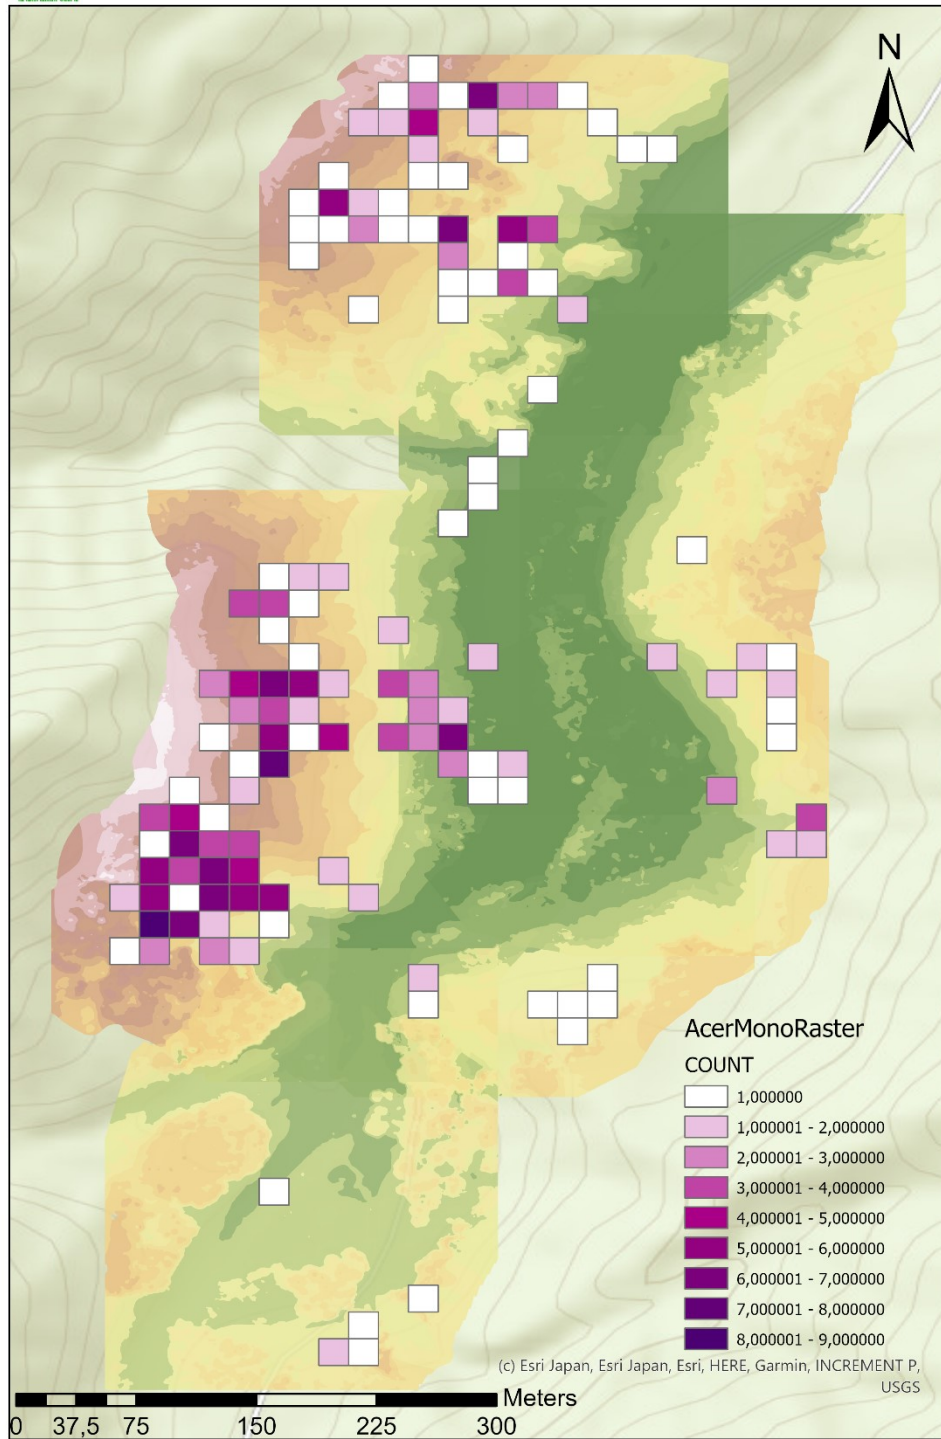 N
AcerMonoRaster
COUNT
1,000000
1,000001 - 2,000000
2,000001 - 3,000000
3,000001 - 4,000000
4,000001 - 5,000000
5,000001 - 6,000000
6,000001 - 7,000000
7,000001 - 8,000000
8,000001 - 9,000000
(c) Esri Japan, Esri Japan, Esri, HERE, Garmin, INCREMENT P,
USGS
Meters
0 37,5 75 150 225 300